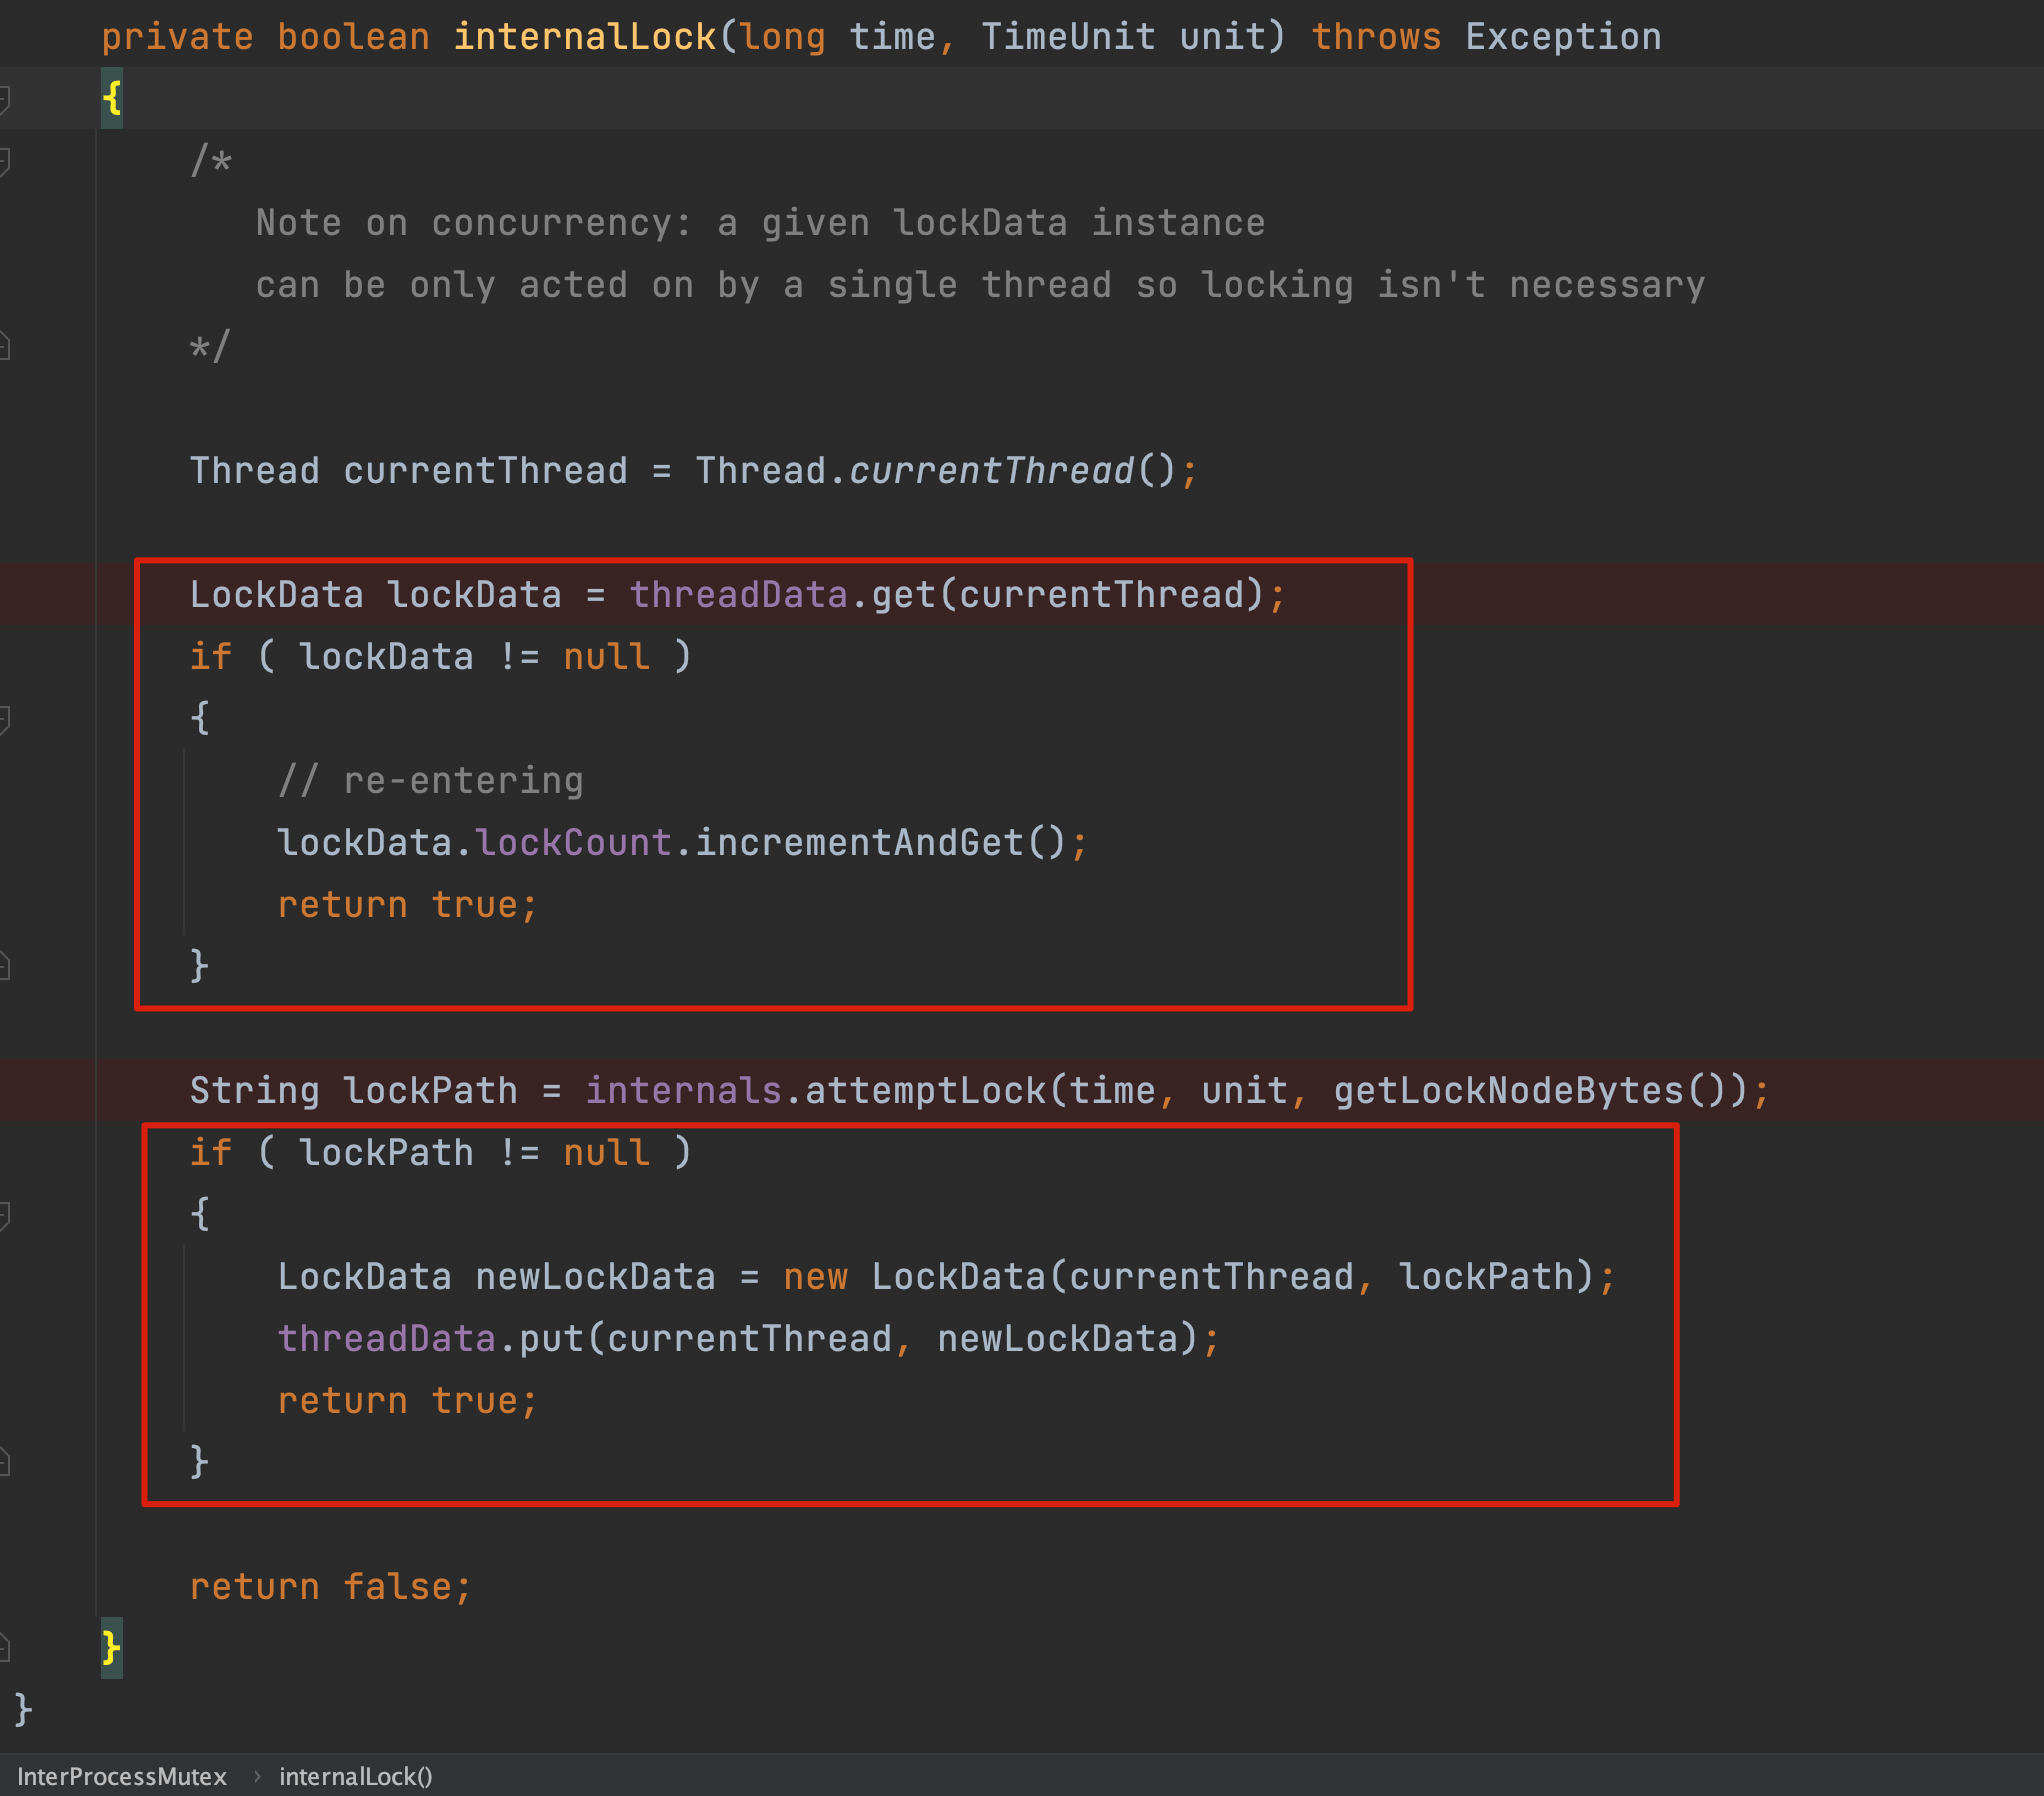 private boolean internalLock(long time, TimeUnit unit) throws Exception
{
/*
Note on concurrency: a given lockData instance
can be only acted on by a single thread so locking isn't necessary
*/
Thread currentThread = Thread.currentThread();
LockData lockData = threadData.get(currentThread);
if ( lockData != null )
{
// re-entering
lockData.lockCount.incrementAndGet();
return true;
}
String lockPath = internals.attemptLock(time, unit, getLockNodeBytes());
if ( lockPath != null )
{
LockData newLockData = new LockData(currentThread, lockPath);
threadData.put(currentThread, newLockData);
return true;
}
return false;
}
}
InterProcessMutex › internalLock()